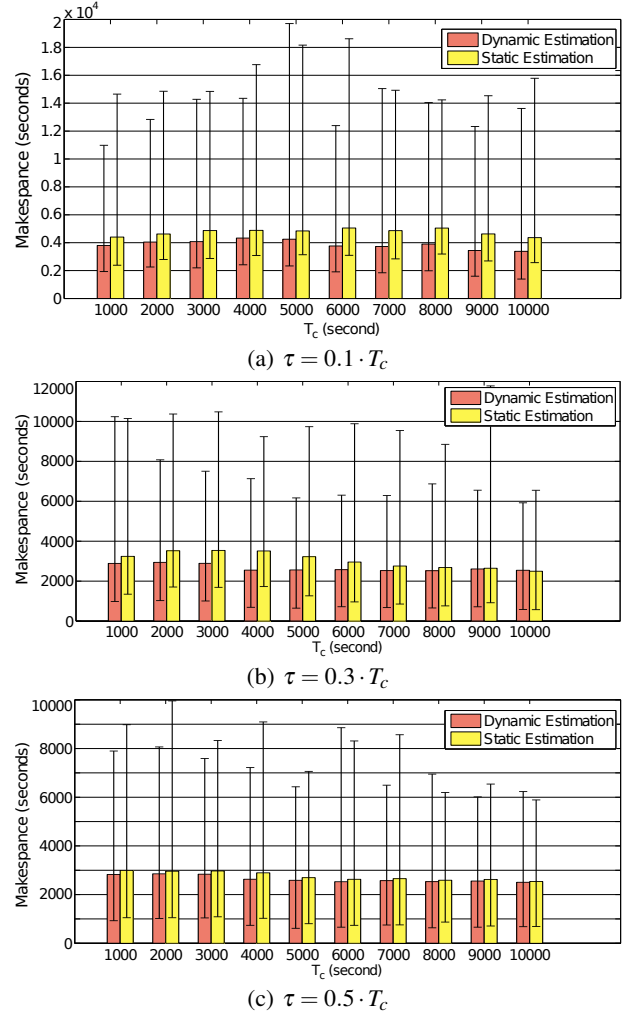 x 10⁴
2
1.8
1.6
1.4
1.2
1
0.8
0.6
0.4
0.2
0
Makespance (seconds)
Dynamic Estimation
Static Estimation
1000 2000 3000 4000 5000 6000 7000 8000 9000 10000
T_c (second)
(a) τ = 0.1 · T_c
12000
10000
8000
6000
4000
2000
0
Makespance (seconds)
Dynamic Estimation
Static Estimation
1000 2000 3000 4000 5000 6000 7000 8000 9000 10000
T_c (second)
(b) τ = 0.3 · T_c
10000
8000
6000
4000
2000
0
Makespance (seconds)
Dynamic Estimation
Static Estimation
1000 2000 3000 4000 5000 6000 7000 8000 9000 10000
T_c (second)
(c) τ = 0.5 · T_c